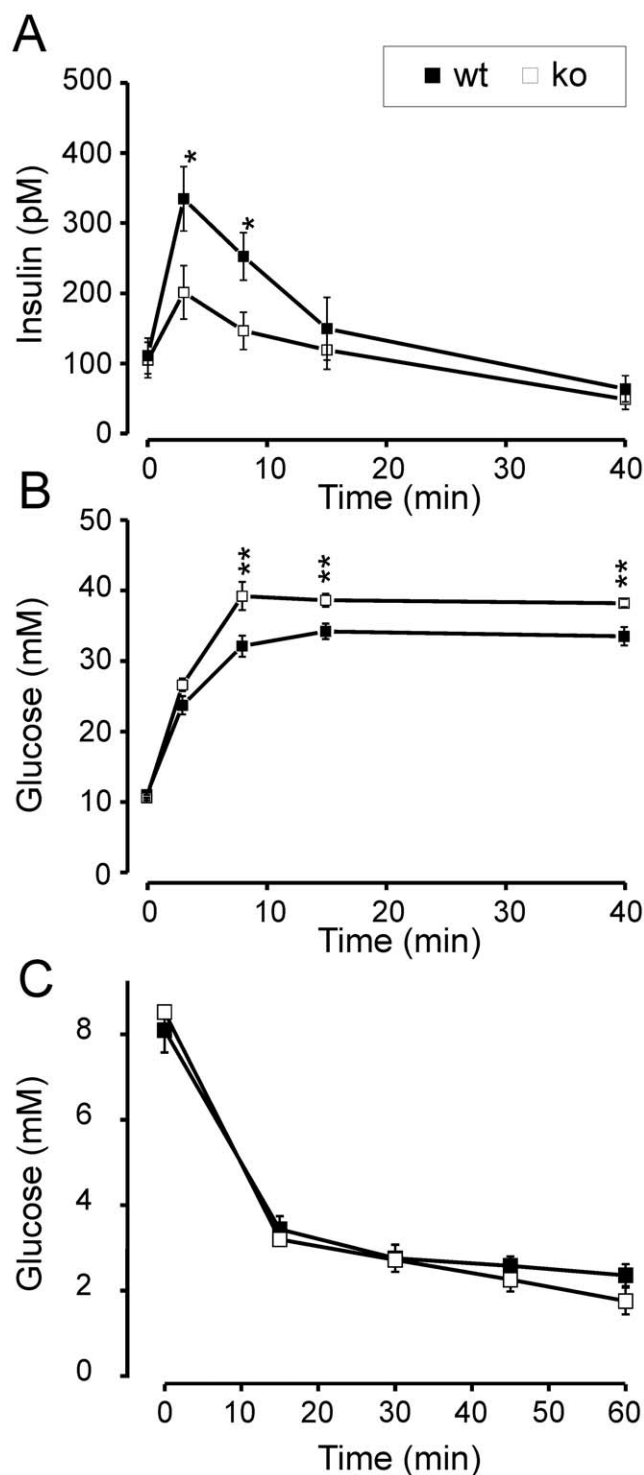 A
wt ko
500
400
300
200
100
0
Insulin (pM)
*
*
0 10 20 30 40
Time (min)
B
50
40
30
20
10
0
Glucose (mM)
** ** **
0 10 20 30 40
Time (min)
C
8
6
4
2
0
Glucose (mM)
0 10 20 30 40 50 60
Time (min)